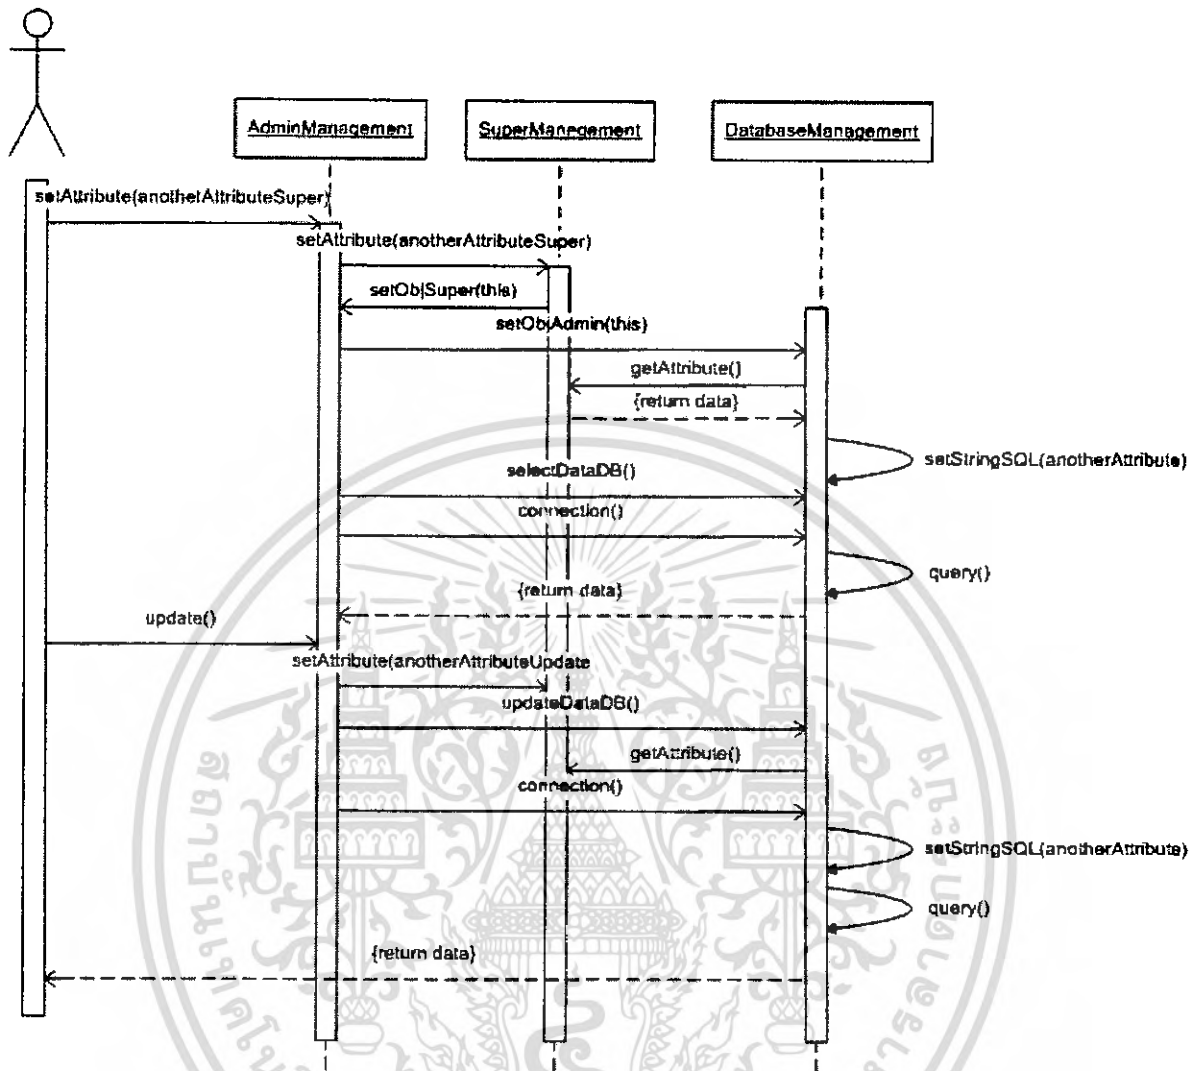 AdminManagement
SuperManegement
DatabaseManagement
setAttribute(anothetAttributeSuper)
setAttribute(anotherAttributeSuper)
setObjSuper(this)
setObjAdmin(this)
getAttribute()
{return data}
setStringSQL(anotherAttribute)
selectDataDB()
connection()
query()
{return data}
update()
setAttribute(anotherAttributeUpdate
updateDataDB()
getAttribute()
connection()
setStringSQL(anotherAttribute)
query()
{return data}